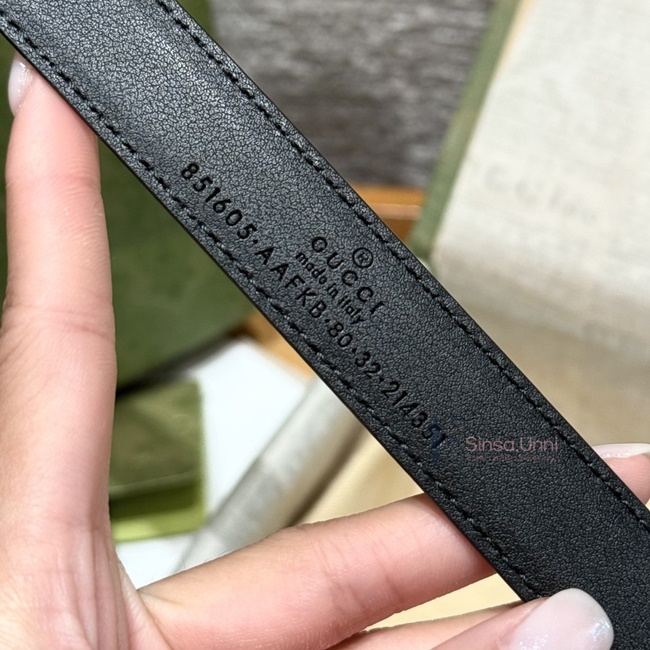 ®
GUCCI
made in italy
851605·AAFKB·80·32·214351
Sinsa.Unni